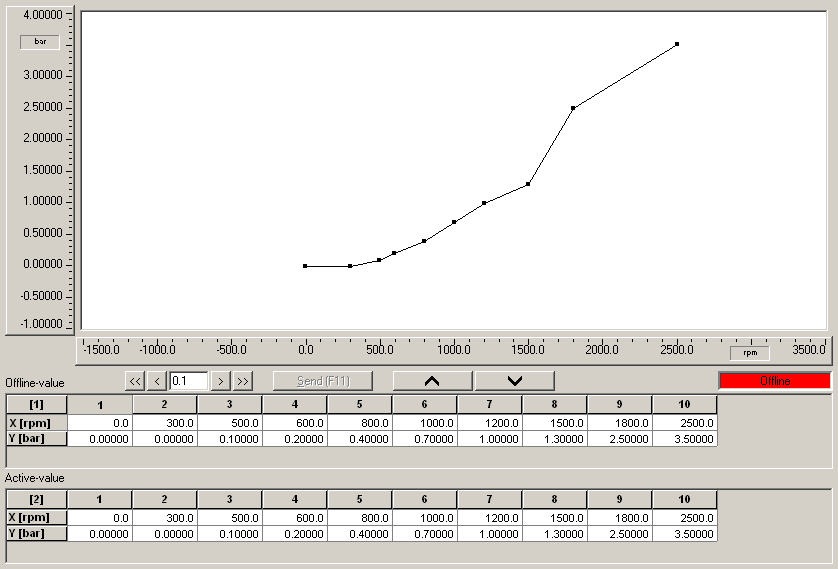 4.00000
bar
3.00000
2.50000
2.00000
1.50000
1.00000
0.50000
0.00000
-0.50000
-1.00000
-1500.0 -1000.0 -500.0 0.0 500.0 1000.0 1500.0 2000.0 2500.0 rpm 3500.0
Offline-value << < 0.1 > >> Send (F11) Offline
[1] 1 2 3 4 5 6 7 8 9 10
X [rpm] 0.0 300.0 500.0 600.0 800.0 1000.0 1200.0 1500.0 1800.0 2500.0
Y [bar] 0.00000 0.00000 0.10000 0.20000 0.40000 0.70000 1.00000 1.30000 2.50000 3.50000
Active-value
[2] 1 2 3 4 5 6 7 8 9 10
X [rpm] 0.0 300.0 500.0 600.0 800.0 1000.0 1200.0 1500.0 1800.0 2500.0
Y [bar] 0.00000 0.00000 0.10000 0.20000 0.40000 0.70000 1.00000 1.30000 2.50000 3.50000